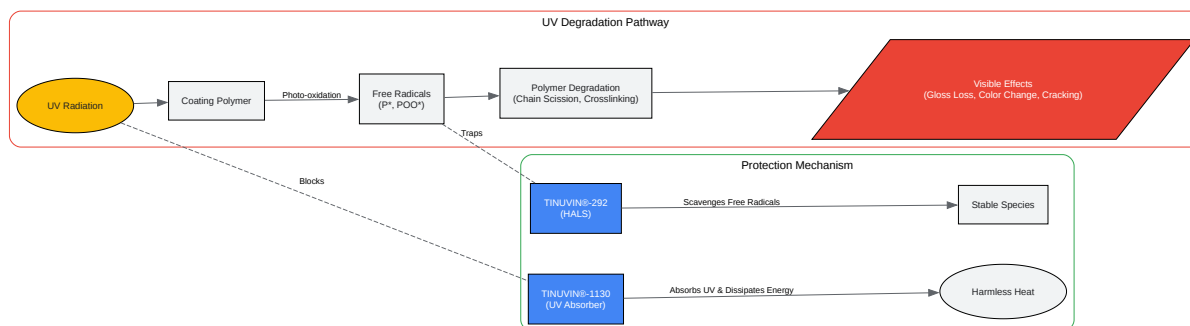 UV Degradation Pathway
UV Radiation
Coating Polymer
Photo-oxidation
Free Radicals
(P*, POO*)
Polymer Degradation
(Chain Scission, Crosslinking)
Visible Effects
(Gloss Loss, Color Change, Cracking)
Traps
Blocks
Protection Mechanism
TINUVIN®-292
(HALS)
Scavenges Free Radicals
Stable Species
TINUVIN®-1130
(UV Absorber)
Absorbs UV & Dissipates Energy
Harmless Heat